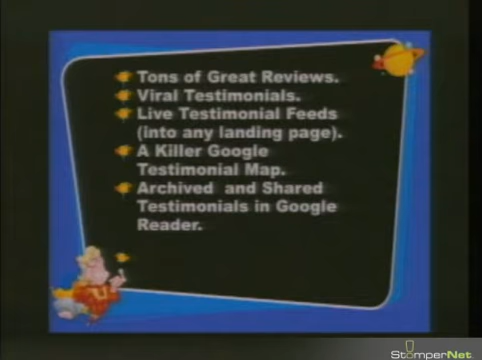 Tons of Great Reviews.
Viral Testimonials.
Live Testimonial Feeds
(into any landing page).
A Killer Google
Testimonial Map.
Archived and Shared
Testimonials in Google
Reader.
StomperNet